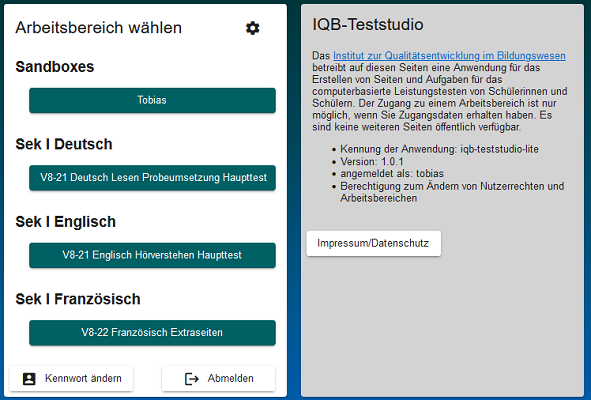 Arbeitsbereich wählen
Sandboxes
Tobias
Sek I Deutsch
V8-21 Deutsch Lesen Probeumsetzung Haupttest
Sek I Englisch
V8-21 Englisch Hörverstehen Haupttest
Sek I Französisch
V8-22 Französisch Extraseiten
Kennwort ändern
Abmelden
IQB-Teststudio
Das Institut zur Qualitätsentwicklung im Bildungswesen
betreibt auf diesen Seiten eine Anwendung für das
Erstellen von Seiten und Aufgaben für das
computerbasierte Leistungstesten von Schülerinnen und
Schülern. Der Zugang zu einem Arbeitsbereich ist nur
möglich, wenn Sie Zugangsdaten erhalten haben. Es
sind keine weiteren Seiten öffentlich verfügbar.
• Kennung der Anwendung: iqb-teststudio-lite
• Version: 1.0.1
• angemeldet als: tobias
• Berechtigung zum Ändern von Nutzerrechten und
Arbeitsbereichen
Impressum/Datenschutz